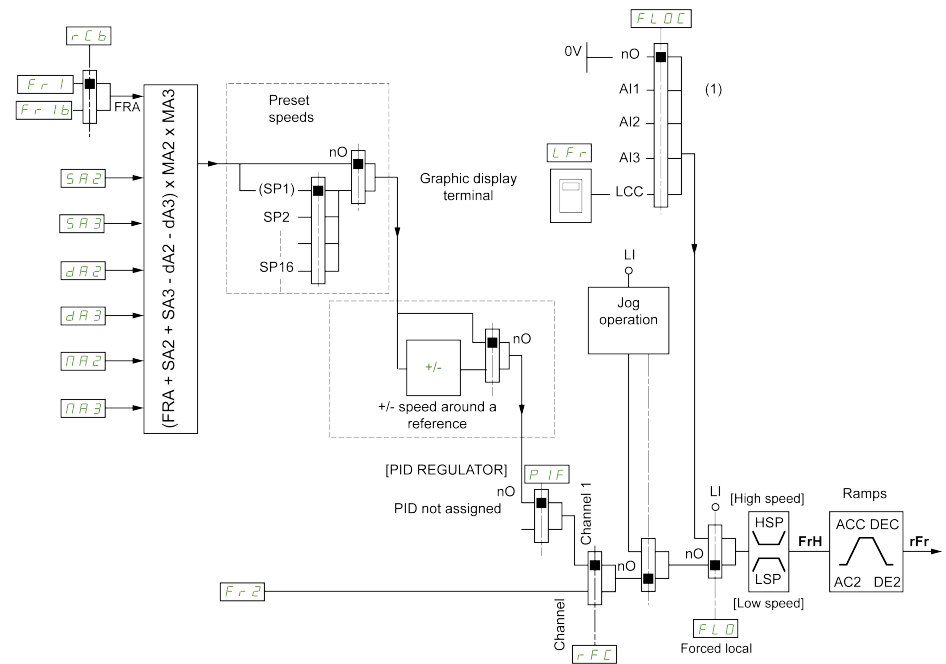 rCb
Fr1
Fr1b
FRA
SA2
SA3
dA2
dA3
MA2
MA3
(FRA + SA2 + SA3 - dA2 - dA3) x MA2 x MA3
Preset
speeds
nO
(SP1)
SP2
SP16
+/-
nO
+/- speed around a
reference
[PID REGULATOR]
PIF
nO
PID not assigned
Channel 1
Fr2
Channel
rFC
FLOC
0V
nO
AI1
(1)
AI2
AI3
LFr
LCC
Graphic display
terminal
LI
Jog
operation
nO
LI
nO
FLO
Forced local
[High speed]
HSP
LSP
[Low speed]
FrH
Ramps
ACC DEC
AC2 DE2
rFr